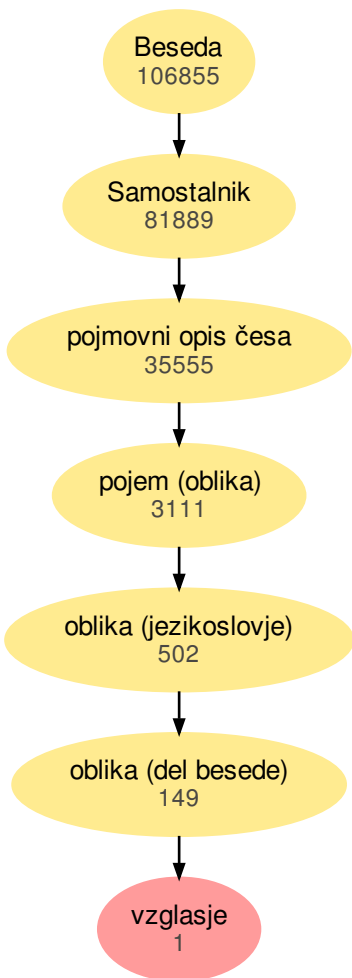 Beseda
106855
Samostalnik
81889
pojmovni opis česa
35555
pojem (oblika)
3111
oblika (jezikoslovje)
502
oblika (del besede)
149
vzglasje
1